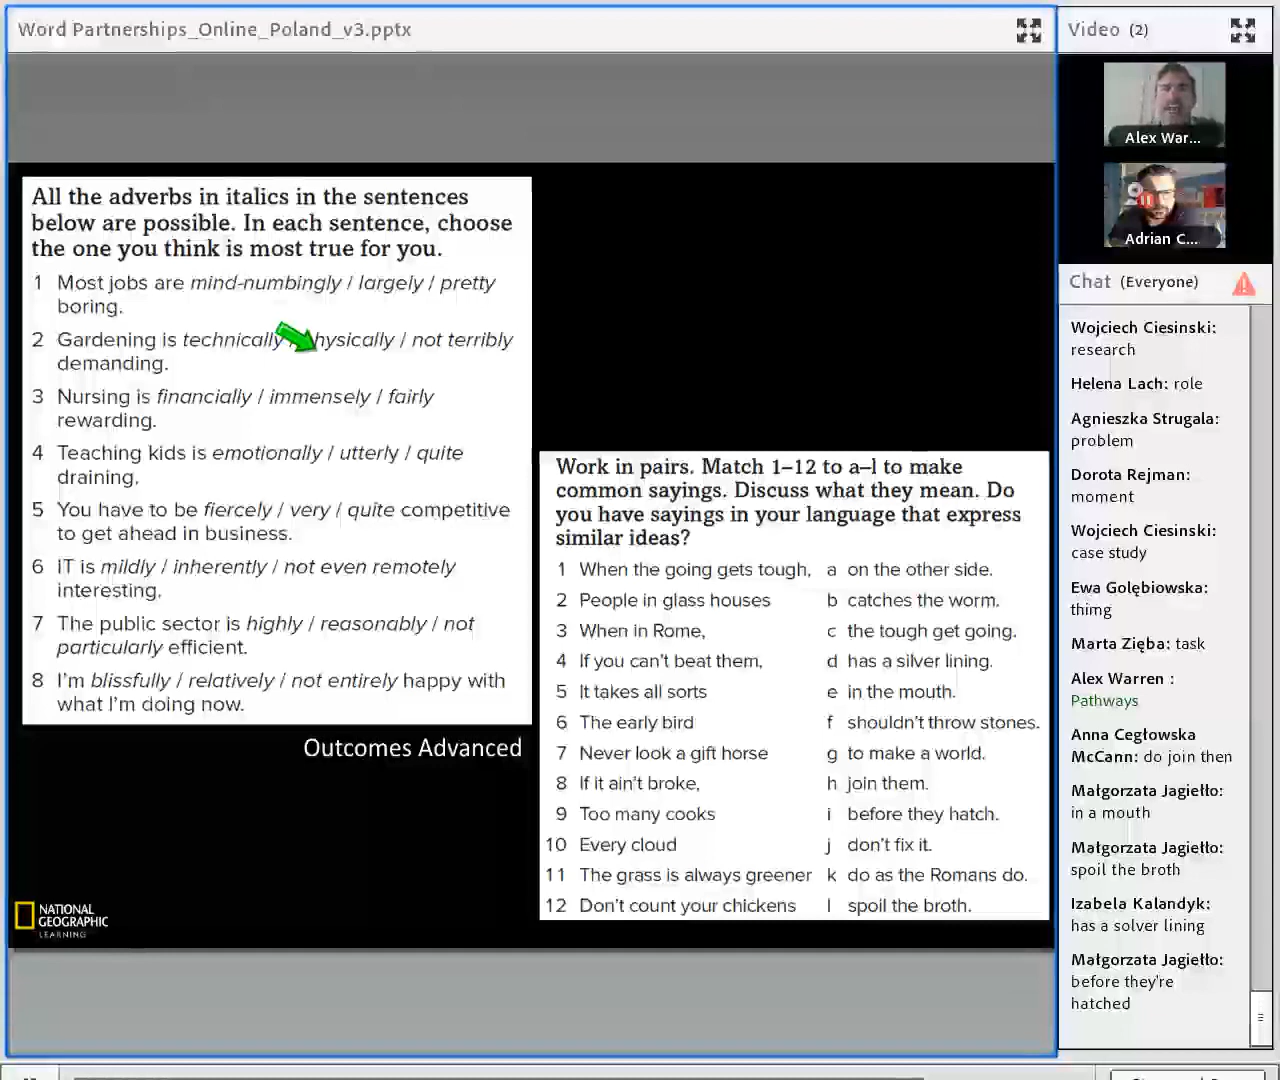 Word Partnerships_Online_Poland_v3.pptx
All the adverbs in italics in the sentences
below are possible. In each sentence, choose
the one you think is most true for you.
1 Most jobs are mind-numbingly / largely / pretty
boring.
2 Gardening is technically hysically / not terribly
demanding.
3 Nursing is financially / immensely / fairly
rewarding.
4 Teaching kids is emotionally / utterly / quite
draining.
5 You have to be fiercely / very / quite competitive
to get ahead in business.
6 IT is mildly / inherently / not even remotely
interesting.
7 The public sector is highly / reasonably / not
particularly efficient.
8 I'm blissfully / relatively / not entirely happy with
what I'm doing now.
Outcomes Advanced
Work in pairs. Match 1–12 to a–l to make
common sayings. Discuss what they mean. Do
you have sayings in your language that express
similar ideas?
1 When the going gets tough, a on the other side.
2 People in glass houses b catches the worm.
3 When in Rome, c the tough get going.
4 If you can't beat them, d has a silver lining.
5 It takes all sorts e in the mouth.
6 The early bird f shouldn't throw stones.
7 Never look a gift horse g to make a world.
8 If it ain't broke, h join them.
9 Too many cooks i before they hatch.
10 Every cloud j don't fix it.
11 The grass is always greener k do as the Romans do.
12 Don't count your chickens l spoil the broth.
NATIONAL
GEOGRAPHIC
LEARNING
Video (2)
Alex War...
Adrian C...
Chat (Everyone)
Wojciech Ciesinski:
research
Helena Lach: role
Agnieszka Strugala:
problem
Dorota Rejman:
moment
Wojciech Ciesinski:
case study
Ewa Golębiowska:
thimg
Marta Zięba: task
Alex Warren :
Pathways
Anna Cegłowska
McCann: do join then
Małgorzata Jagiełło:
in a mouth
Małgorzata Jagiełło:
spoil the broth
Izabela Kalandyk:
has a solver lining
Małgorzata Jagiełło:
before they're
hatched